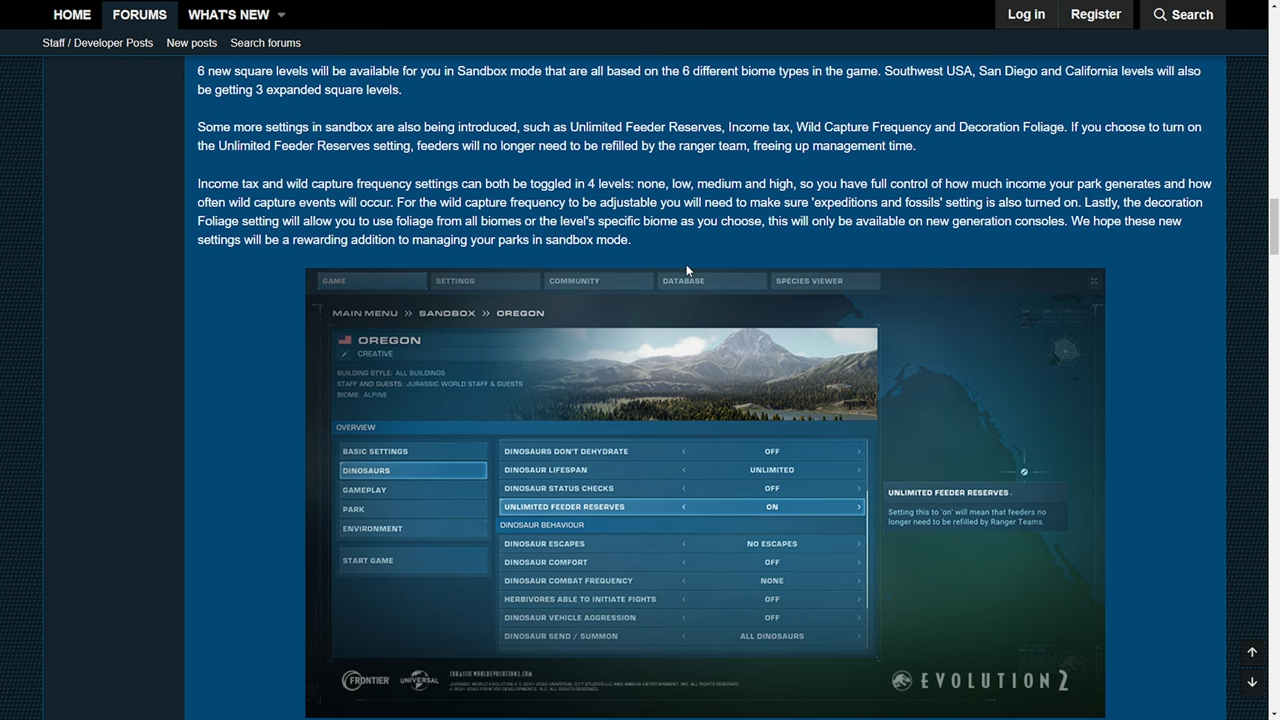 HOME FORUMS WHAT'S NEW Log in Register Search
Staff / Developer Posts New posts Search forums
6 new square levels will be available for you in Sandbox mode that are all based on the 6 different biome types in the game. Southwest USA, San Diego and California levels will also
be getting 3 expanded square levels.
Some more settings in sandbox are also being introduced, such as Unlimited Feeder Reserves, Income tax, Wild Capture Frequency and Decoration Foliage. If you choose to turn on
the Unlimited Feeder Reserves setting, feeders will no longer need to be refilled by the ranger team, freeing up management time.
Income tax and wild capture frequency settings can both be toggled in 4 levels: none, low, medium and high, so you have full control of how much income your park generates and how
often wild capture events will occur. For the wild capture frequency to be adjustable you will need to make sure 'expeditions and fossils' setting is also turned on. Lastly, the decoration
Foliage setting will allow you to use foliage from all biomes or the level's specific biome as you choose, this will only be available on new generation consoles. We hope these new
settings will be a rewarding addition to managing your parks in sandbox mode.
GAME SETTINGS COMMUNITY DATABASE SPECIES VIEWER
MAIN MENU » SANDBOX » OREGON
OREGON
CREATIVE
BUILDING STYLE: ALL BUILDINGS
STAFF AND GUESTS: JURASSIC WORLD STAFF & GUESTS
BIOME: ALPINE
OVERVIEW
BASIC SETTINGS
DINOSAURS
GAMEPLAY
PARK
ENVIRONMENT
START GAME
DINOSAURS DON'T DEHYDRATE OFF
DINOSAUR LIFESPAN UNLIMITED
DINOSAUR STATUS CHECKS OFF
UNLIMITED FEEDER RESERVES ON
DINOSAUR BEHAVIOUR
DINOSAUR ESCAPES NO ESCAPES
DINOSAUR COMFORT OFF
DINOSAUR COMBAT FREQUENCY NONE
HERBIVORES ABLE TO INITIATE FIGHTS OFF
DINOSAUR VEHICLE AGGRESSION OFF
DINOSAUR SEND / SUMMON ALL DINOSAURS
UNLIMITED FEEDER RESERVES
Setting this to 'on' will mean that feeders no
longer need to be refilled by Ranger Teams.
FRONTIER UNIVERSAL
JURASSICWORLDEVOLUTION2.COM
EVOLUTION 2